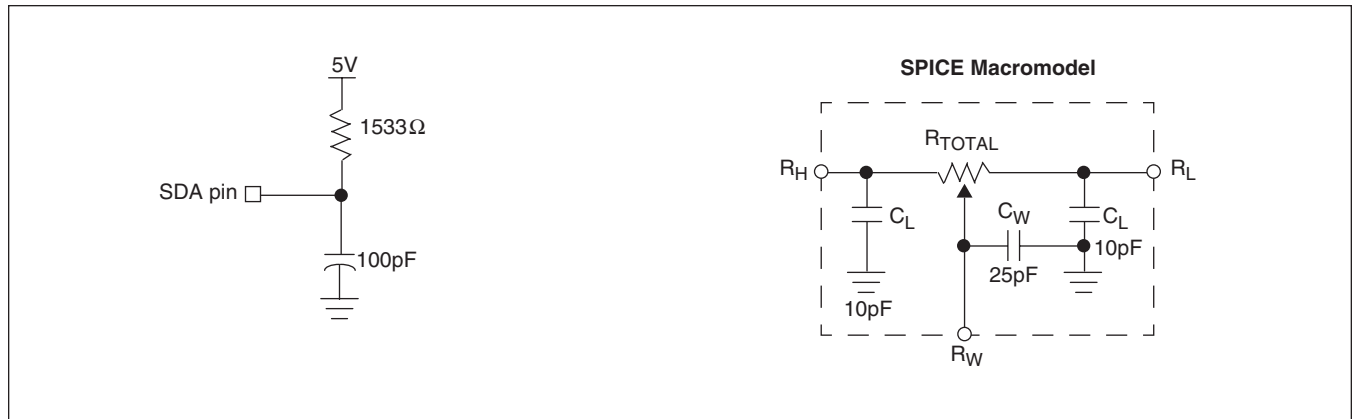 5V
1533Ω
SDA pin
100pF
SPICE Macromodel
RTOTAL
RH
RL
CL
CW
CL
10pF
25pF
10pF
RW